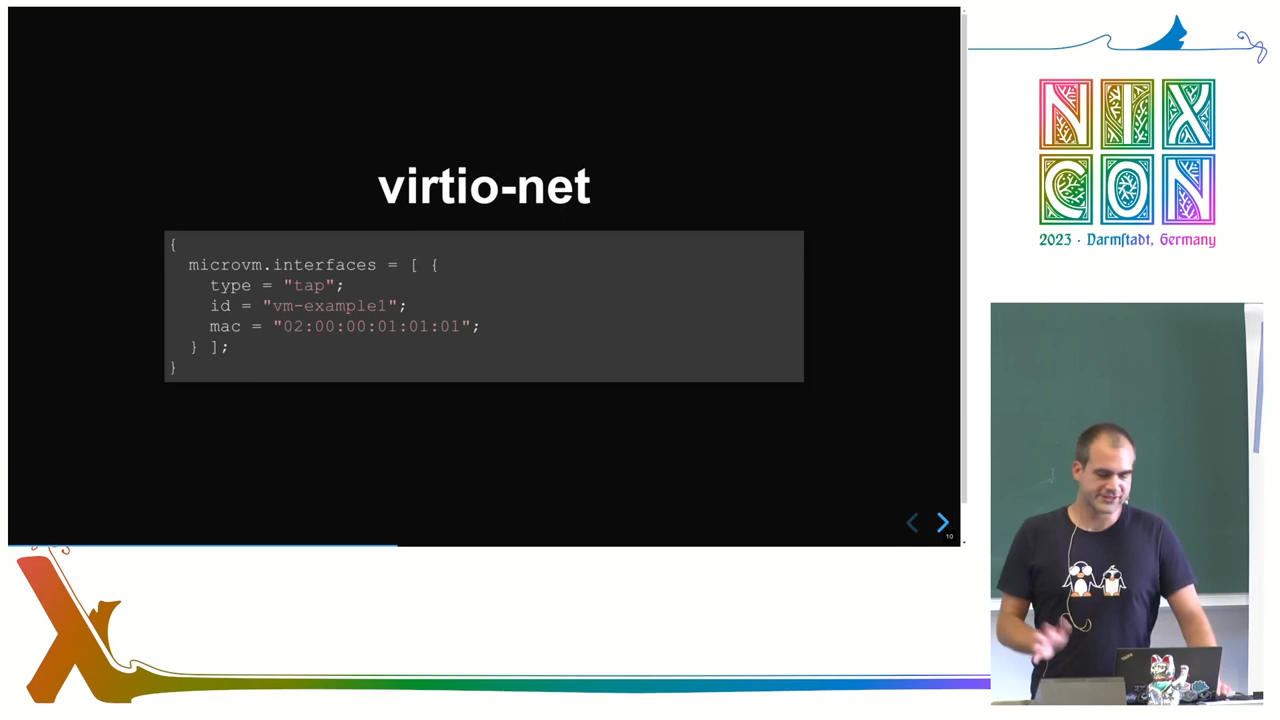 virtio-net
{
microvm.interfaces = [ {
type = "tap";
id = "vm-example1";
mac = "02:00:00:01:01:01";
} ];
}
10
NIX
CON
2023 · Darmſtadt, Germany